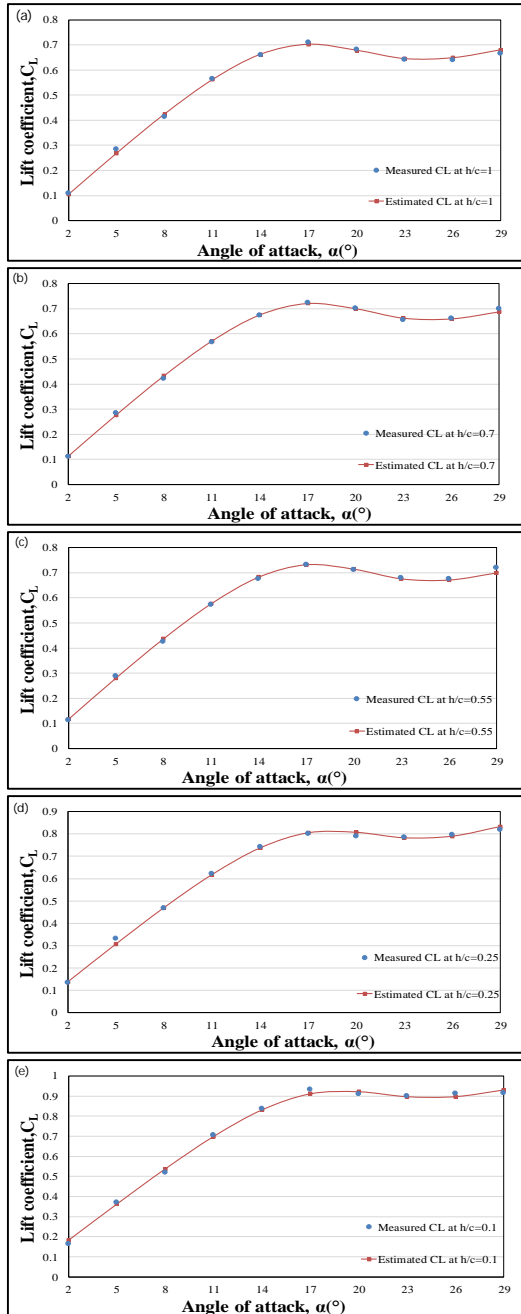 (a)
Lift coefficient,CL
0.8
0.7
0.6
0.5
0.4
0.3
0.2
0.1
0
Measured CL at h/c=1
Estimated CL at h/c=1
2 5 8 11 14 17 20 23 26 29
Angle of attack, α(°)
(b)
Lift coefficient,CL
0.8
0.7
0.6
0.5
0.4
0.3
0.2
0.1
0
Measured CL at h/c=0.7
Estimated CL at h/c=0.7
2 5 8 11 14 17 20 23 26 29
Angle of attack, α(°)
(c)
Lift coefficient,CL
0.8
0.7
0.6
0.5
0.4
0.3
0.2
0.1
0
Measured CL at h/c=0.55
Estimated CL at h/c=0.55
2 5 8 11 14 17 20 23 26 29
Angle of attack, α(°)
(d)
Lift coefficient,CL
0.9
0.8
0.7
0.6
0.5
0.4
0.3
0.2
0.1
0
Measured CL at h/c=0.25
Estimated CL at h/c=0.25
2 5 8 11 14 17 20 23 26 29
Angle of attack, α(°)
(e)
Lift coefficient,CL
1
0.9
0.8
0.7
0.6
0.5
0.4
0.3
0.2
0.1
0
Measured CL at h/c=0.1
Estimated CL at h/c=0.1
2 5 8 11 14 17 20 23 26 29
Angle of attack, α(°)